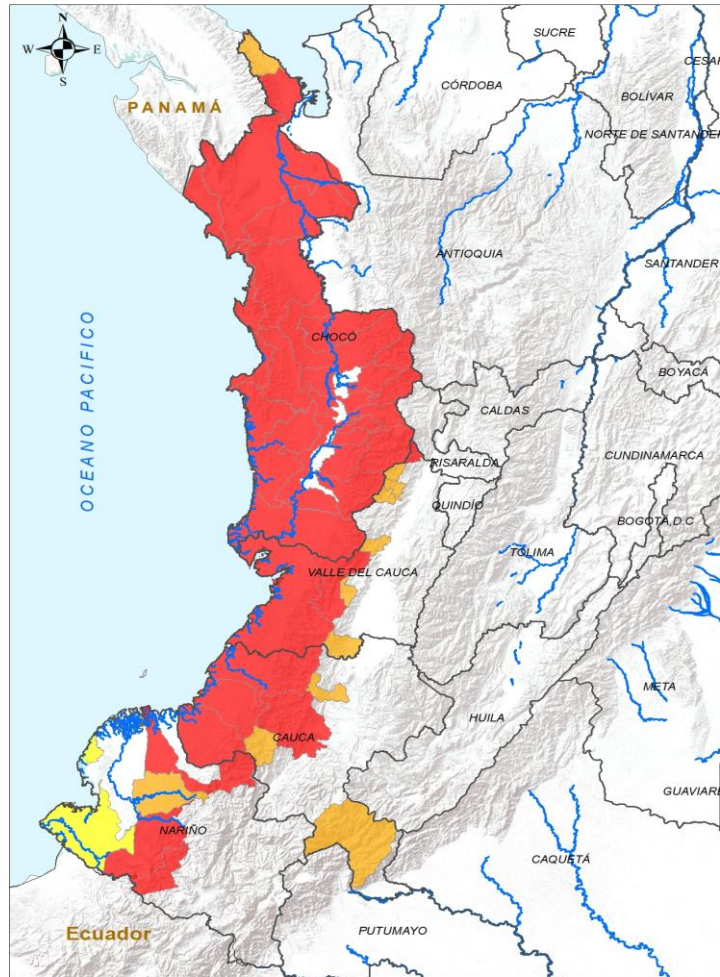 N
W E
S
SUCRE
CESAR
CÓRDOBA
BOLÍVAR
PANAMÁ
NORTE DE SANTANDER
ANTIOQUIA
SANTANDER
OCEANO PACIFICO
CHOCÓ
BOYACÁ
CALDAS
CUNDINAMARCA
RISARALDA
QUINDÍO
BOGOTÁ,D.C
TOLIMA
VALLE DEL CAUCA
META
HUILA
CAUCA
GUAVIARE
NARIÑO
CAQUETÁ
Ecuador
PUTUMAYO